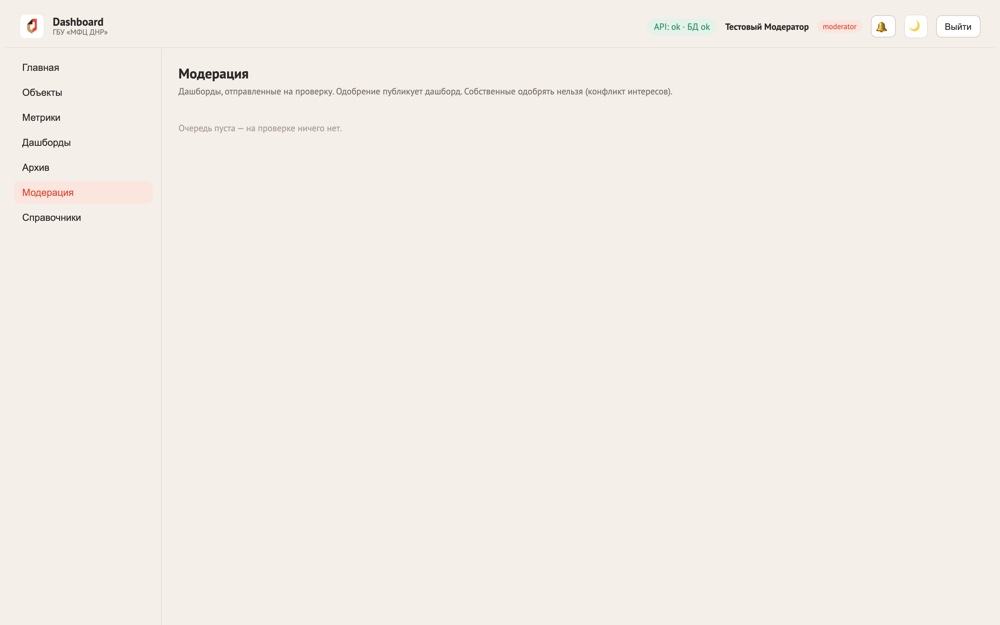 Dashboard
ГБУ «МФЦ ДНР»
API: ok · БД ok
Тестовый Модератор
moderator
Выйти
Главная
Объекты
Метрики
Дашборды
Архив
Модерация
Справочники
Модерация
Дашборды, отправленные на проверку. Одобрение публикует дашборд. Собственные одобрять нельзя (конфликт интересов).
Очередь пуста — на проверке ничего нет.